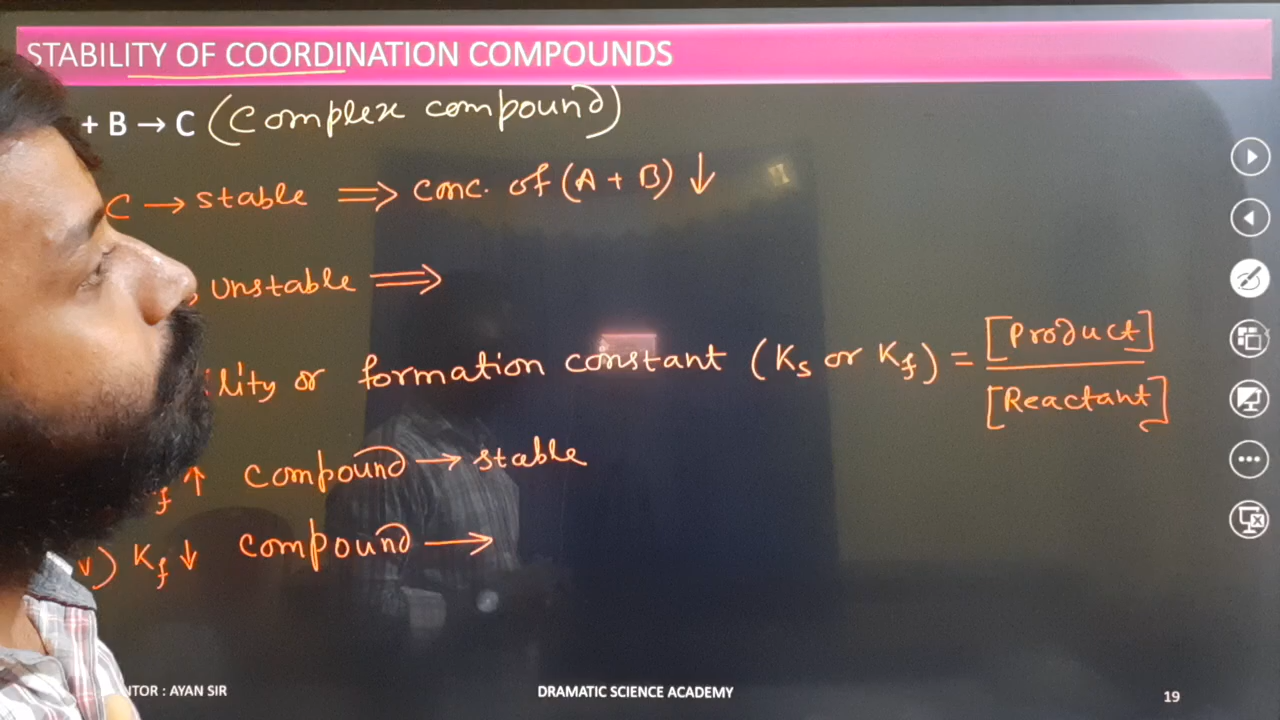 STABILITY OF COORDINATION COMPOUNDS
+ B → C (Complex compound)
C → stable ⇒ conc. of (A + B) ↓
Unstable ⇒
lity or formation constant (Ks or Kf) = [Product] / [Reactant]
f ↑ compound → stable
v) Kf ↓ compound →
NTOR : AYAN SIR
DRAMATIC SCIENCE ACADEMY
19